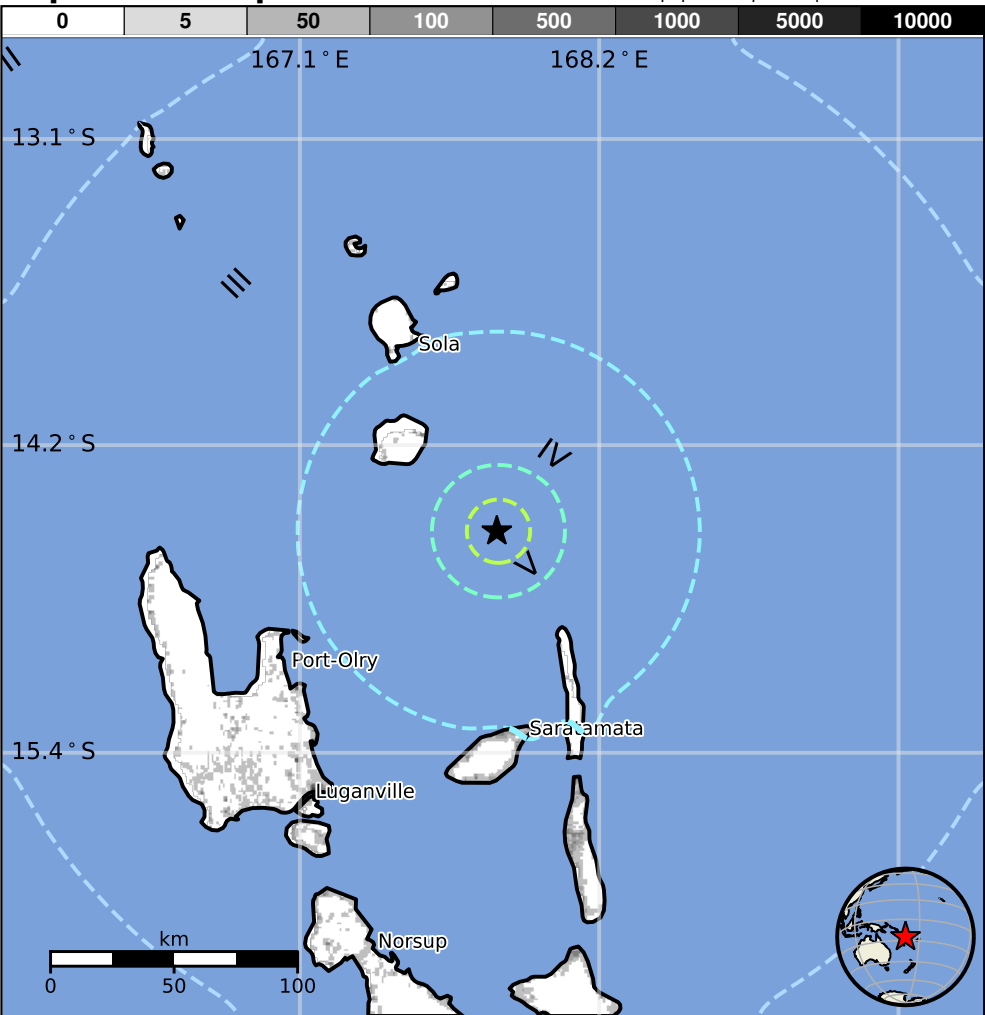 0 5 50 100 500 1000 5000 10000
167.1°E 168.2°E
II
13.1°S
III
Sola
14.2°S
IV
V
Port-Olry
Saratamata
15.4°S
Luganville
Norsup
km
0 50 100